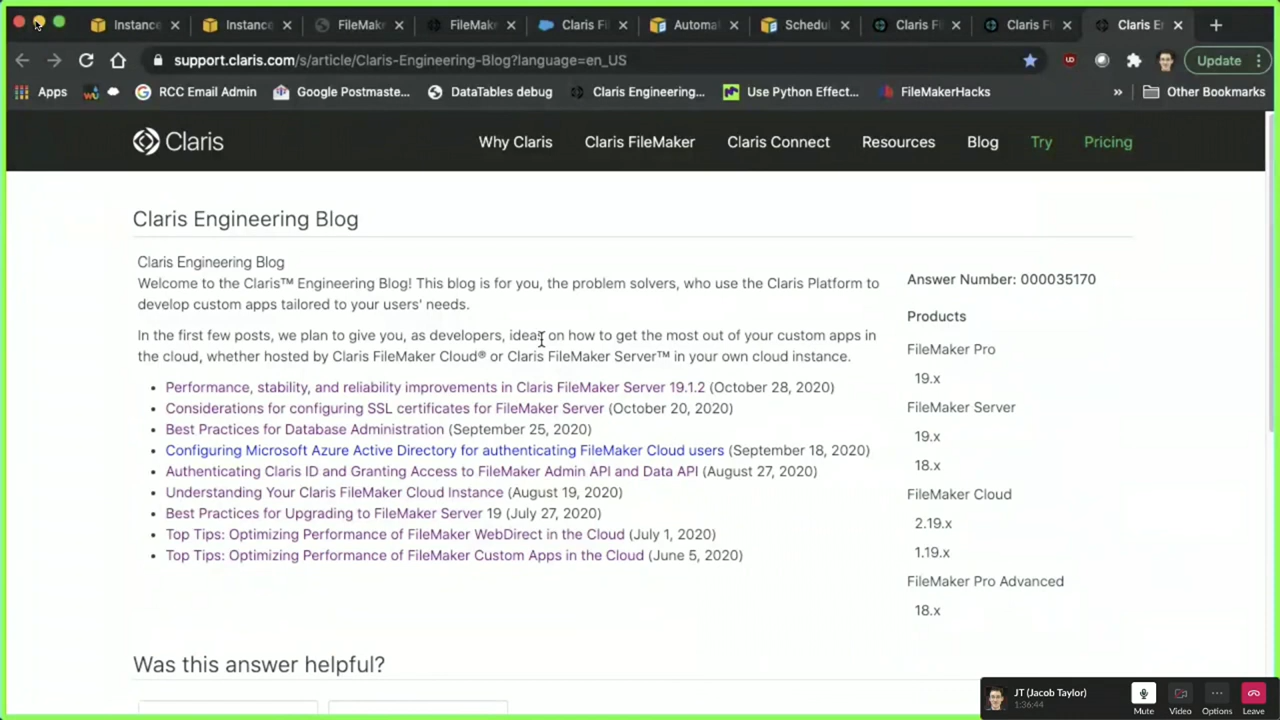 Instance
Instance
FileMake
FileMake
Claris Fi
Automa
Schedu
Claris Fi
Claris Fi
Claris En
support.claris.com/s/article/Claris-Engineering-Blog?language=en_US
Update
Apps
RCC Email Admin
Google Postmaste...
DataTables debug
Claris Engineering...
Use Python Effect...
FileMakerHacks
»
Other Bookmarks
Claris
Why Claris
Claris FileMaker
Claris Connect
Resources
Blog
Try
Pricing
Claris Engineering Blog
Claris Engineering Blog
Welcome to the Claris™ Engineering Blog! This blog is for you, the problem solvers, who use the Claris Platform to
develop custom apps tailored to your users' needs.
In the first few posts, we plan to give you, as developers, ideas on how to get the most out of your custom apps in
the cloud, whether hosted by Claris FileMaker Cloud® or Claris FileMaker Server™ in your own cloud instance.
• Performance, stability, and reliability improvements in Claris FileMaker Server 19.1.2 (October 28, 2020)
• Considerations for configuring SSL certificates for FileMaker Server (October 20, 2020)
• Best Practices for Database Administration (September 25, 2020)
• Configuring Microsoft Azure Active Directory for authenticating FileMaker Cloud users (September 18, 2020)
• Authenticating Claris ID and Granting Access to FileMaker Admin API and Data API (August 27, 2020)
• Understanding Your Claris FileMaker Cloud Instance (August 19, 2020)
• Best Practices for Upgrading to FileMaker Server 19 (July 27, 2020)
• Top Tips: Optimizing Performance of FileMaker WebDirect in the Cloud (July 1, 2020)
• Top Tips: Optimizing Performance of FileMaker Custom Apps in the Cloud (June 5, 2020)
Answer Number: 000035170
Products
FileMaker Pro
19.x
FileMaker Server
19.x
18.x
FileMaker Cloud
2.19.x
1.19.x
FileMaker Pro Advanced
18.x
Was this answer helpful?
JT (Jacob Taylor)
1:36:44
Mute
Video
Options
Leave